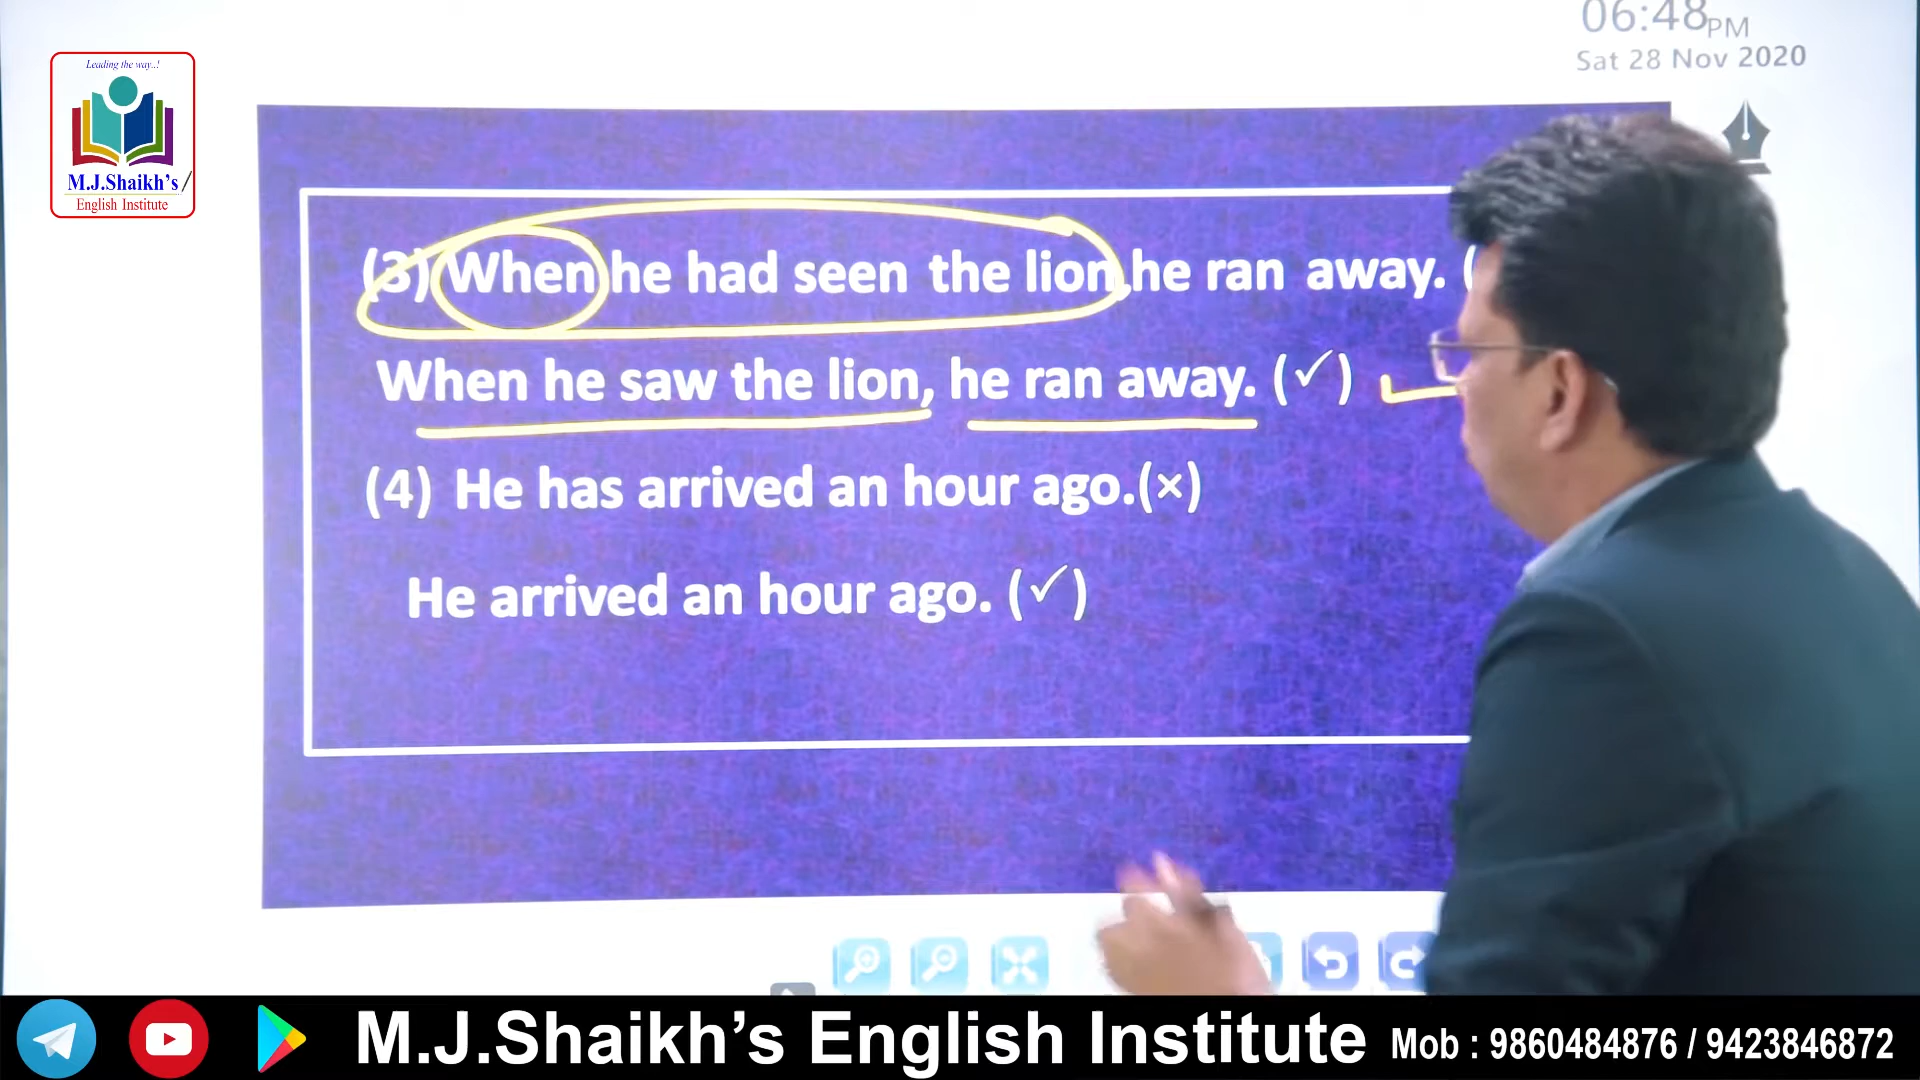 06:48PM
Sat 28 Nov 2020
Leading the way..!
M.J.Shaikh's
English Institute
(3) When he had seen the lion, he ran away. (
When he saw the lion, he ran away. (✓)
(4) He has arrived an hour ago.(×)
He arrived an hour ago. (✓)
M.J.Shaikh's English Institute Mob : 9860484876 / 9423846872